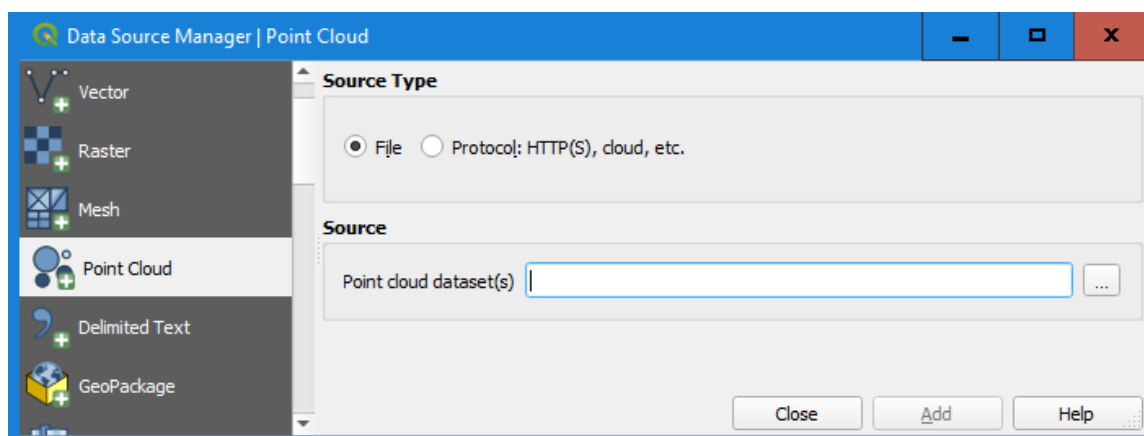 Data Source Manager | Point Cloud
Vector
Raster
Mesh
Point Cloud
Delimited Text
GeoPackage
Source Type
File
Protocol: HTTP(S), cloud, etc.
Source
Point cloud dataset(s)
...
Close
Add
Help